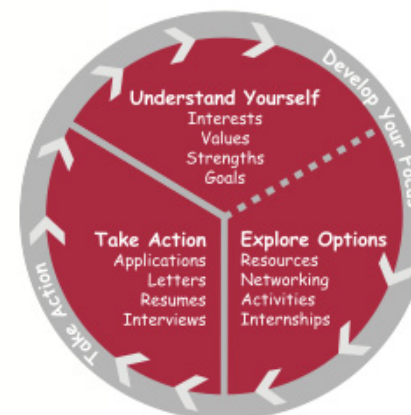 Develop Your Focus
Understand Yourself
Interests
Values
Strengths
Goals
Take Action
Applications
Letters
Resumes
Interviews
Explore Options
Resources
Networking
Activities
Internships
Take Action